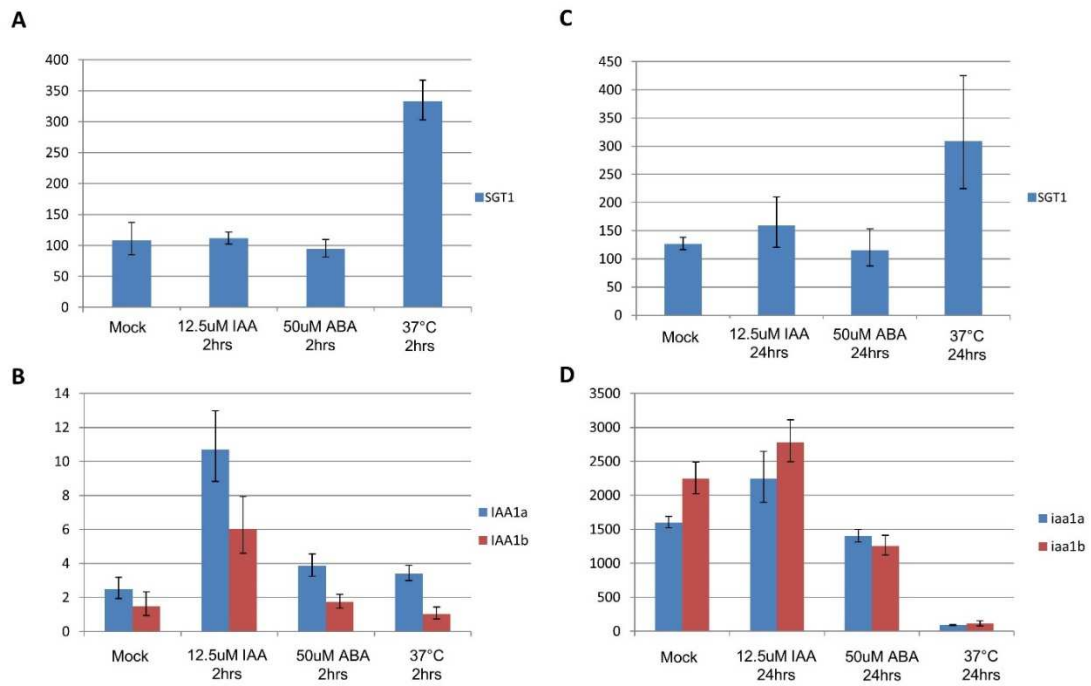 A
400
350
300
250
200
150
100
50
0
Mock
12.5uM IAA
2hrs
50uM ABA
2hrs
37°C
2hrs
SGT1
B
14
12
10
8
6
4
2
0
Mock
12.5uM IAA
2hrs
50uM ABA
2hrs
37°C
2hrs
IAA1a
IAA1b
C
450
400
350
300
250
200
150
100
50
0
Mock
12.5uM IAA
24hrs
50uM ABA
24hrs
37°C
24hrs
SGT1
D
3500
3000
2500
2000
1500
1000
500
0
Mock
12.5uM IAA
24hrs
50uM ABA
24hrs
37°C
24hrs
iaa1a
iaa1b